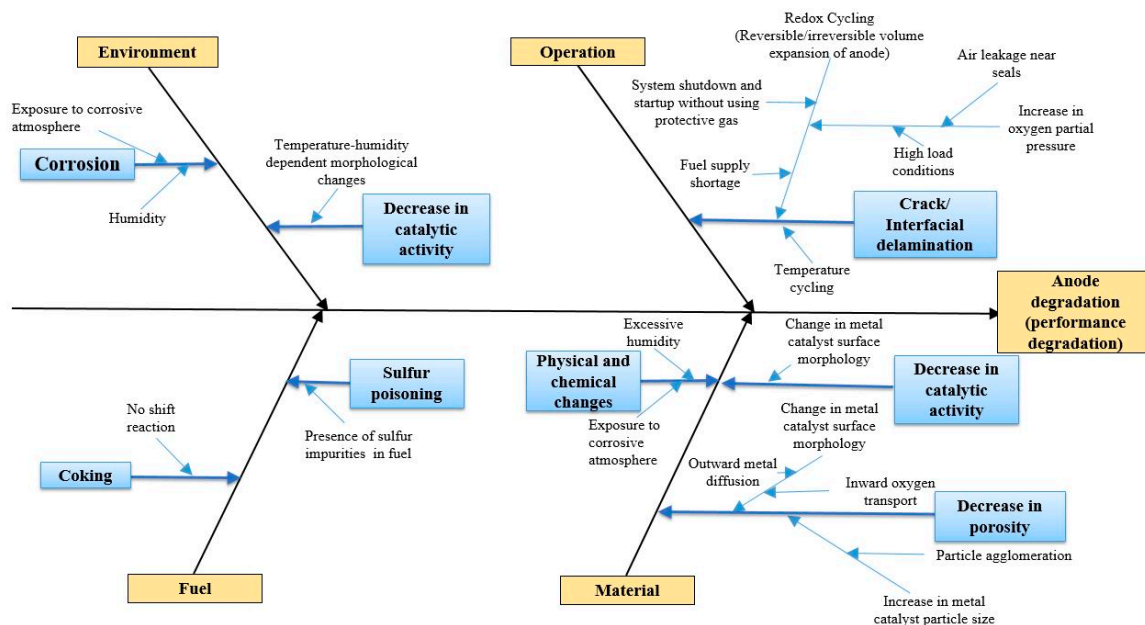 Environment
Exposure to corrosive
atmosphere
Corrosion
Humidity
Temperature-humidity
dependent morphological
changes
Decrease in
catalytic
activity
Operation
Redox Cycling
(Reversible/irreversible volume
expansion of anode)
System shutdown and
startup without using
protective gas
Air leakage near
seals
Increase in
oxygen partial
pressure
High load
conditions
Fuel supply
shortage
Crack/
Interfacial
delamination
Temperature
cycling
Anode
degradation
(performance
degradation)
Sulfur
poisoning
Presence of sulfur
impurities in fuel
No shift
reaction
Coking
Fuel
Excessive
humidity
Physical and
chemical
changes
Exposure to
corrosive
atmosphere
Change in metal
catalyst surface
morphology
Decrease in
catalytic
activity
Change in metal
catalyst surface
morphology
Outward metal
diffusion
Inward oxygen
transport
Decrease in
porosity
Particle agglomeration
Increase in metal
catalyst particle size
Material